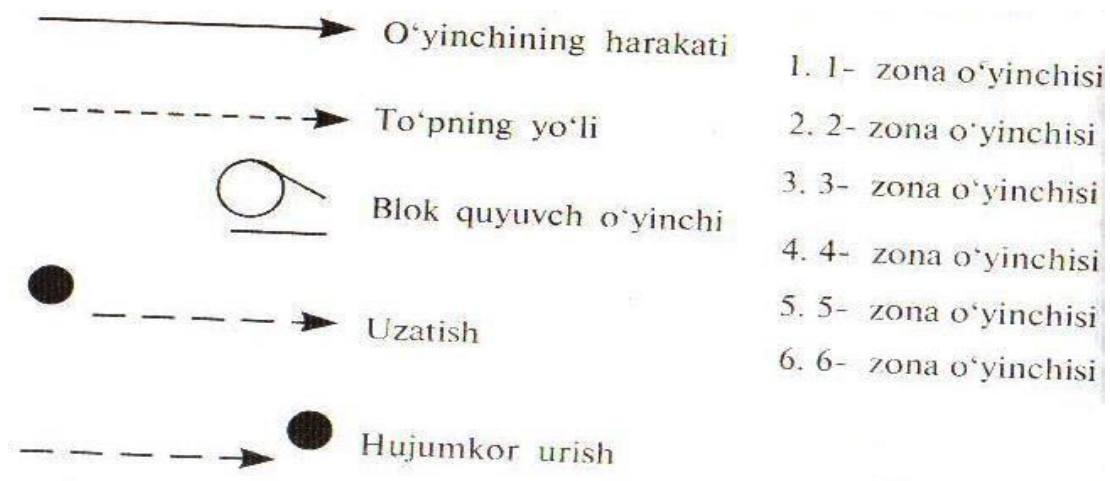 O‘yinchining harakati
To‘pning yo‘li
Blok quyuvch o‘yinchi
Uzatish
Hujumkor urish
1. 1- zona o‘yinchisi
2. 2- zona o‘yinchisi
3. 3- zona o‘yinchisi
4. 4- zona o‘yinchisi
5. 5- zona o‘yinchisi
6. 6- zona o‘yinchisi